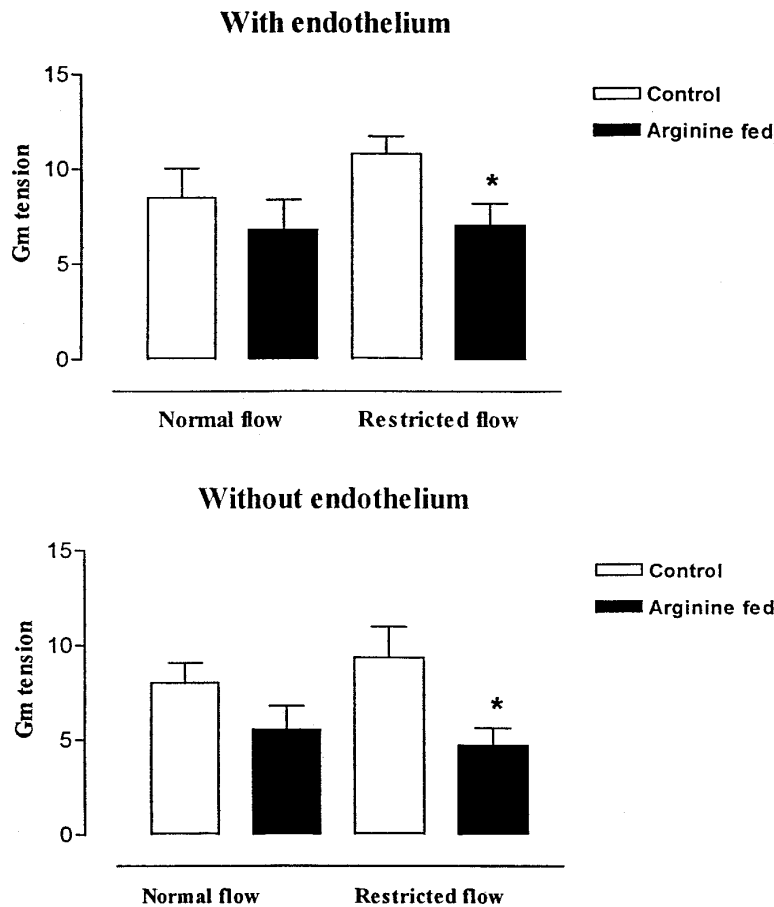 With endothelium
15
10
5
0
Gm tension
Control
Arginine fed
*
Normal flow
Restricted flow
Without endothelium
15
10
5
0
Gm tension
Control
Arginine fed
*
Normal flow
Restricted flow